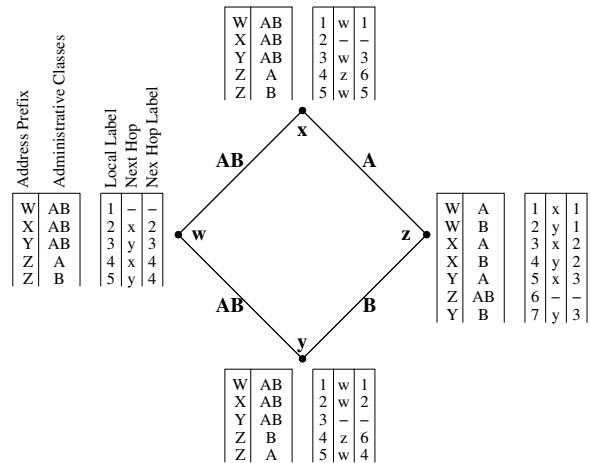 W AB 1 w 1
X AB 2 – –
Y AB 3 w 3
Z A 4 z 6
Z B 5 w 5
x
Address Prefix
Administrative Classes
Local Label
Next Hop
Nex Hop Label
AB
A
W AB 1 – –
X AB 2 x 2
Y AB 3 y 3
Z A 4 x 4
Z B 5 y 4
w
z
W A 1 x 1
W B 2 y 1
X A 3 x 2
X B 4 y 2
Y A 5 x 3
Z AB 6 – –
Y B 7 y 3
AB
B
y
W AB 1 w 1
X AB 2 w 2
Y AB 3 – –
Z B 4 z 6
Z A 5 w 4